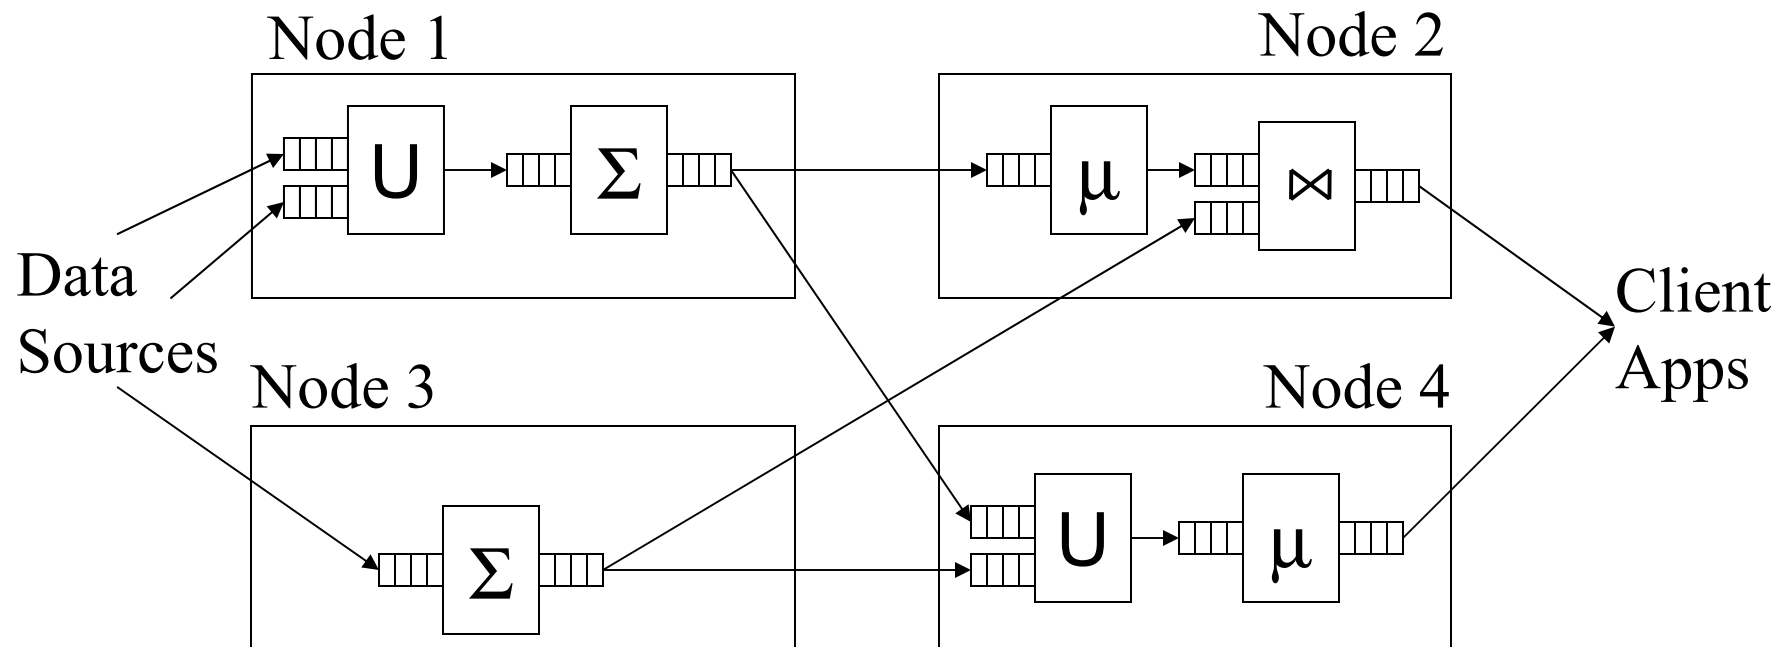 Node 1
Node 2
∪
Σ
μ
⋈
Data
Sources
Client
Apps
Node 3
Node 4
Σ
∪
μ